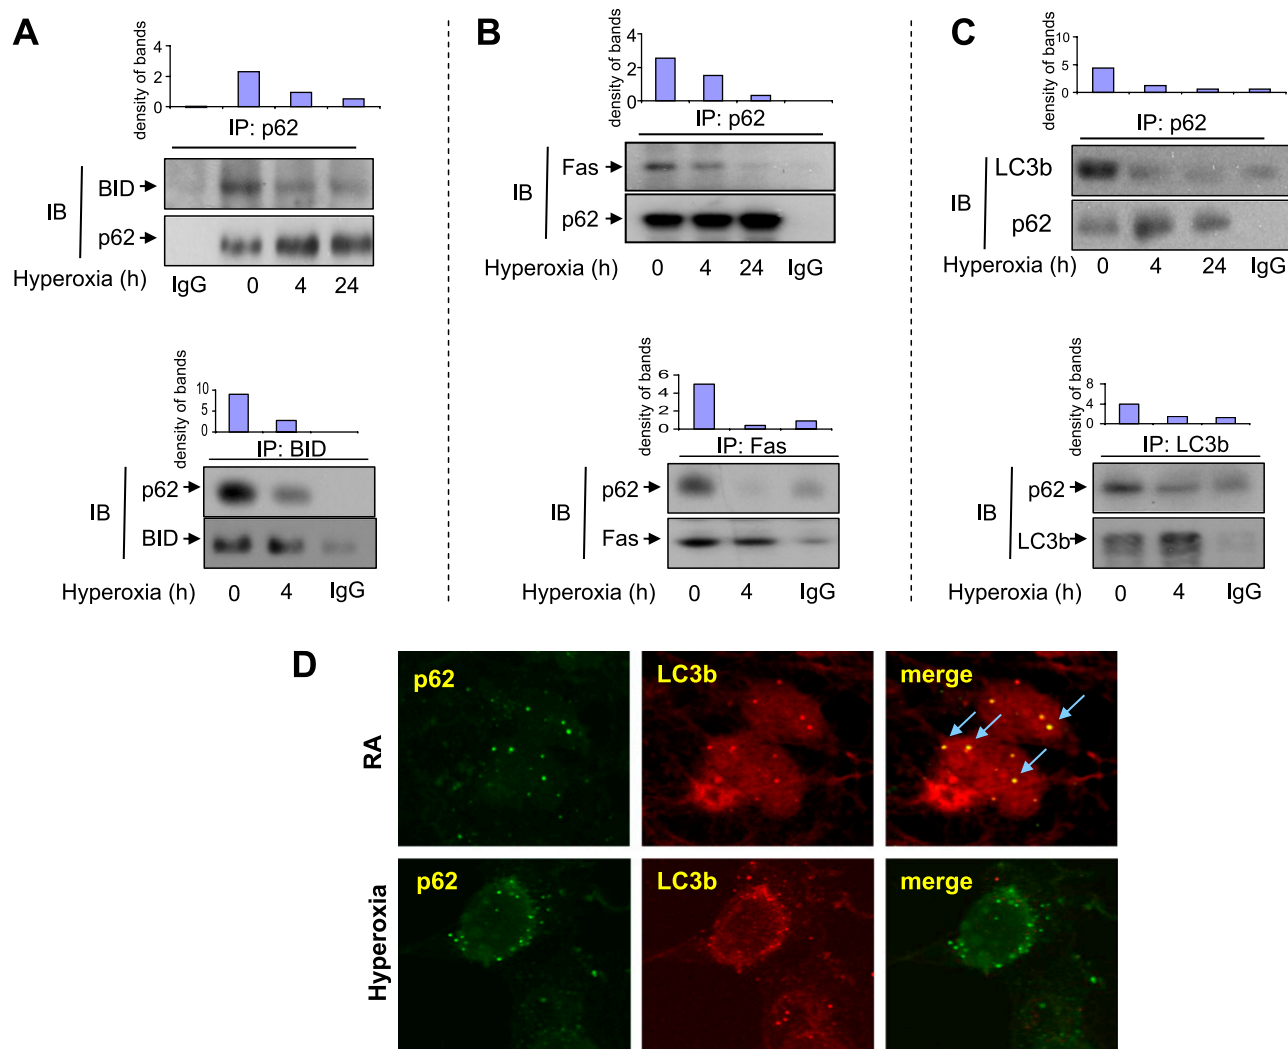 A
density of bands
4
2
0
IP: p62
IB
BID
p62
Hyperoxia (h)
IgG
0
4
24
density of bands
10
5
0
IP: BID
IB
p62
BID
Hyperoxia (h)
0
4
IgG
B
density of bands
4
2
0
IP: p62
IB
Fas
p62
Hyperoxia (h)
0
4
24
IgG
density of bands
6
4
2
0
IP: Fas
IB
p62
Fas
Hyperoxia (h)
0
4
IgG
C
density of bands
10
5
0
IP: p62
IB
LC3b
p62
Hyperoxia (h)
0
4
24
IgG
density of bands
8
4
0
IP: LC3b
IB
p62
LC3b
Hyperoxia (h)
0
4
IgG
D
RA
p62
LC3b
merge
Hyperoxia
p62
LC3b
merge